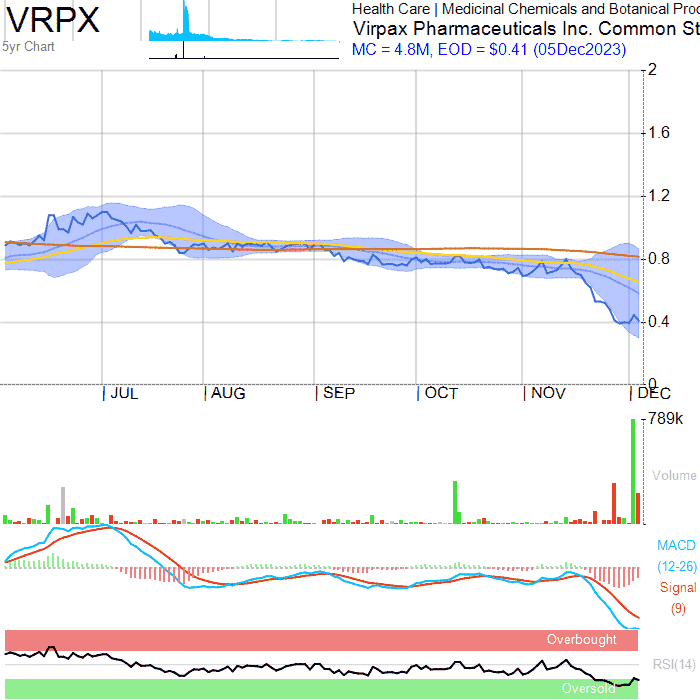 VRPX
5yr Chart
Health Care | Medicinal Chemicals and Botanical Proc
Virpax Pharmaceuticals Inc. Common St
MC = 4.8M, EOD = $0.41 (05Dec2023)
2
1.6
1.2
0.8
0.4
0
JUL AUG SEP OCT NOV DEC
789k
Volume
MACD
(12-26)
Signal
(9)
Overbought
RSI(14)
Oversold